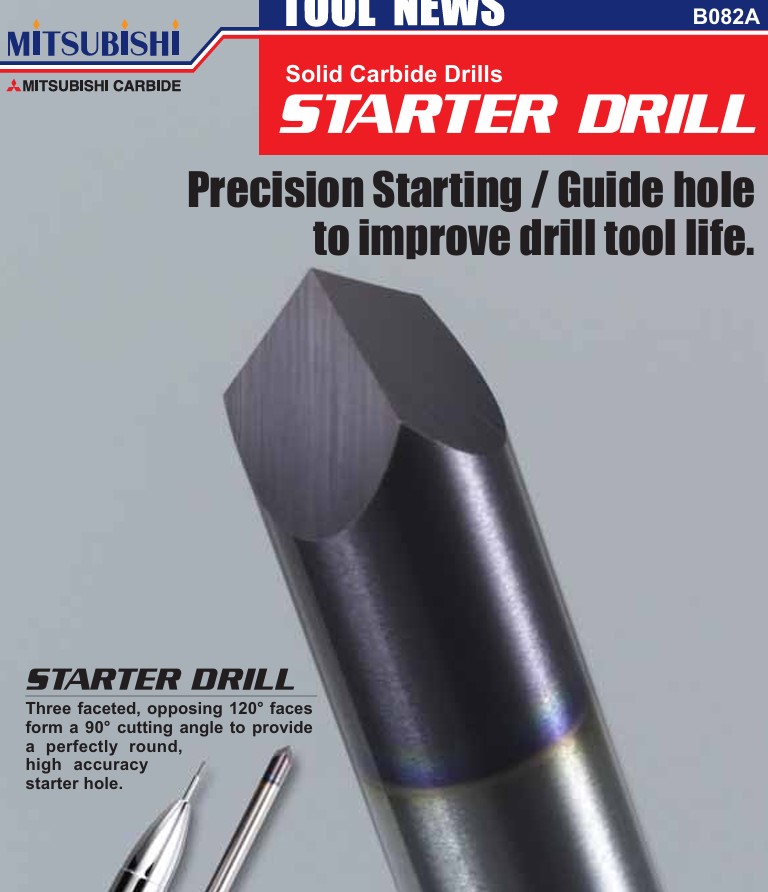 TOOL NEWS
B082A
MITSUBISHI
MITSUBISHI CARBIDE
Solid Carbide Drills
STARTER DRILL
Precision Starting / Guide hole
to improve drill tool life.
STARTER DRILL
Three faceted, opposing 120° faces
form a 90° cutting angle to provide
a perfectly round,
high accuracy
starter hole.